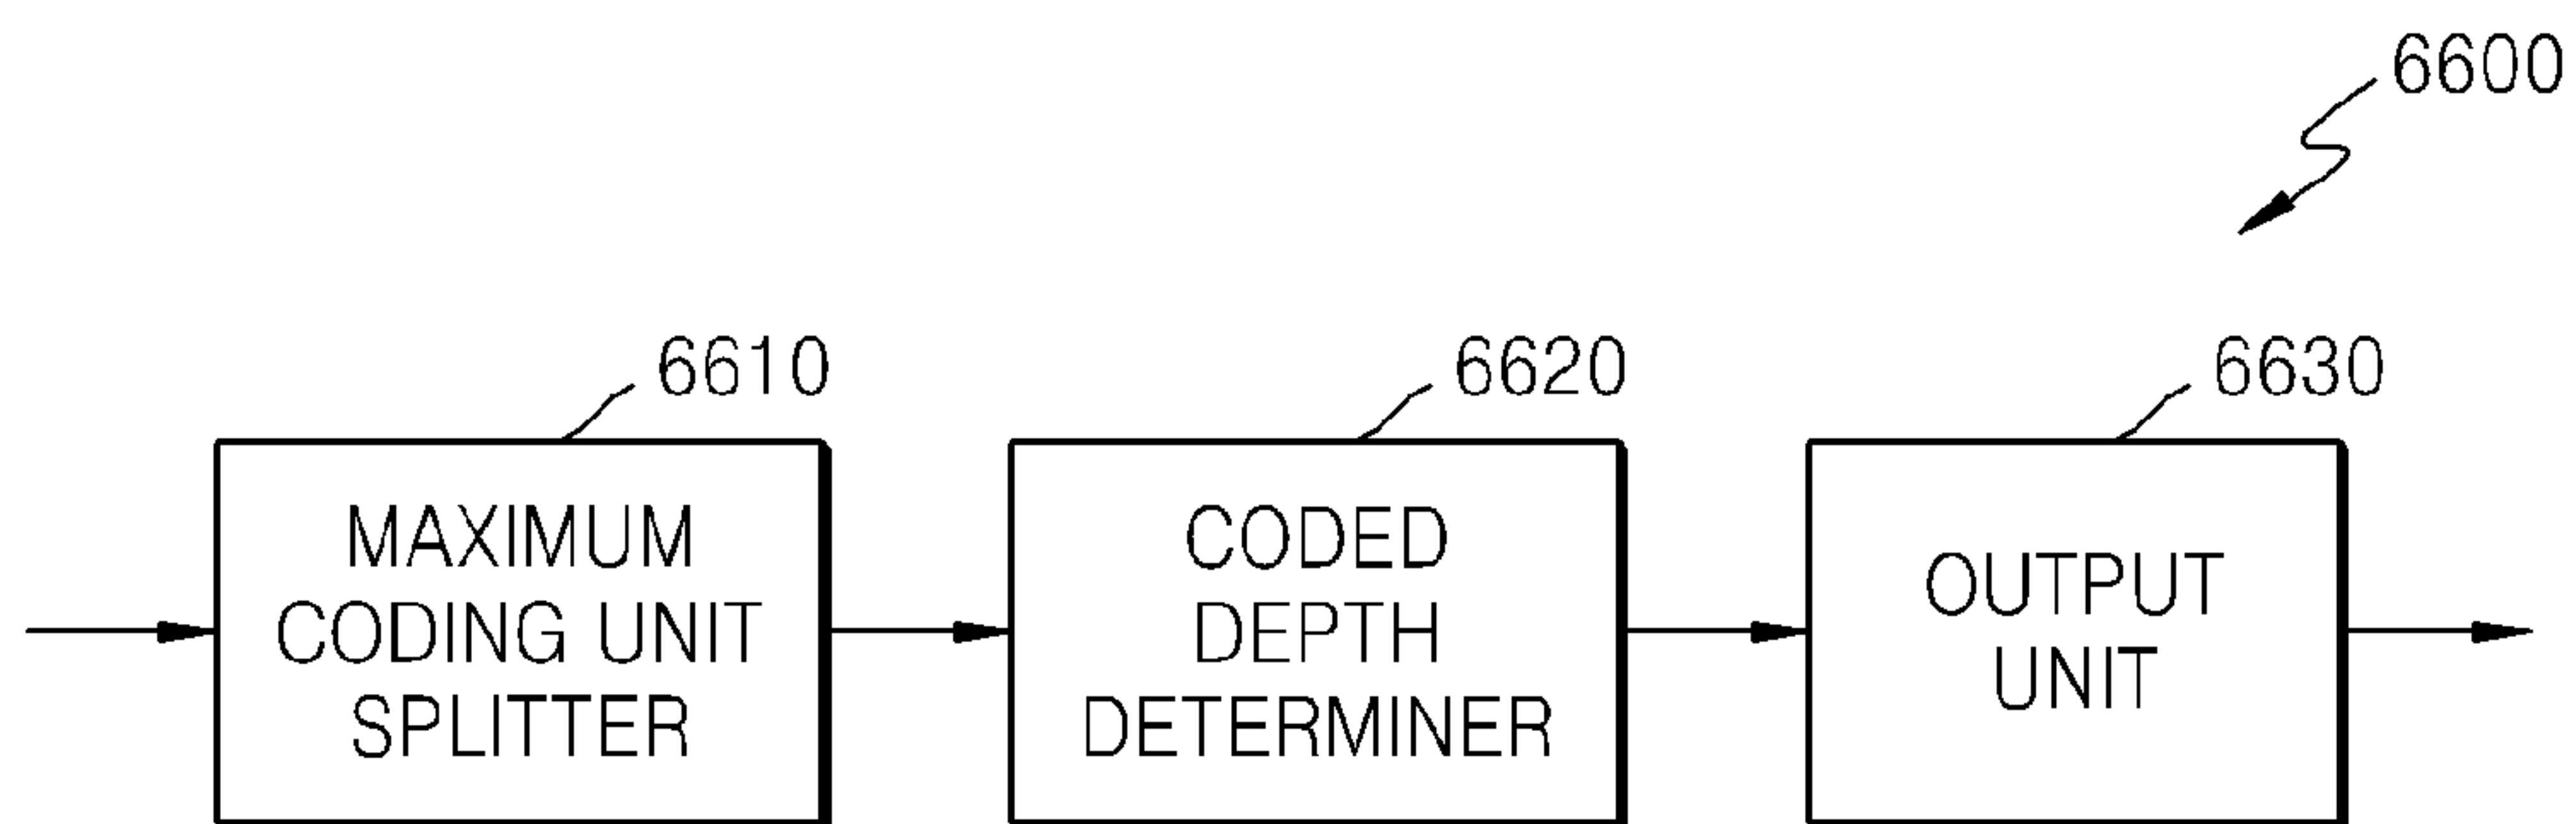 6600
6610
6620
6630
MAXIMUM
CODING UNIT
SPLITTER
CODED
DEPTH
DETERMINER
OUTPUT
UNIT